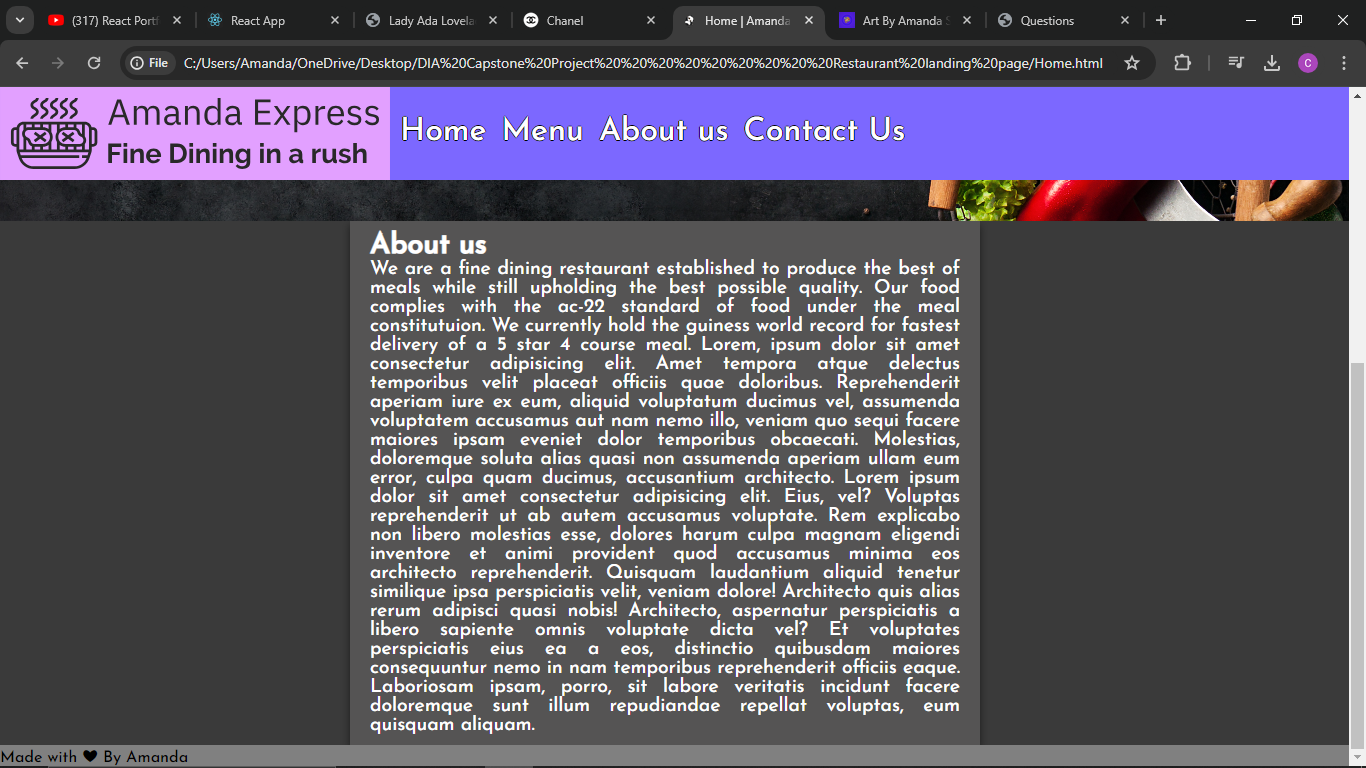 (317) React Portf
React App
Lady Ada Lovela
Chanel
Home | Amanda
Art By Amanda S
Questions
File
C:/Users/Amanda/OneDrive/Desktop/DIA%20Capstone%20Project%20%20%20%20%20%20%20%20%20Restaurant%20landing%20page/Home.html
C
Amanda Express
Fine Dining in a rush
Home Menu About us Contact Us
About us
We are a fine dining restaurant established to produce the best of
meals while still upholding the best possible quality. Our food
complies with the ac-22 standard of food under the meal
constitutuion. We currently hold the guiness world record for fastest
delivery of a 5 star 4 course meal. Lorem, ipsum dolor sit amet
consectetur adipisicing elit. Amet tempora atque delectus
temporibus velit placeat officiis quae doloribus. Reprehenderit
aperiam iure ex eum, aliquid voluptatum ducimus vel, assumenda
voluptatem accusamus aut nam nemo illo, veniam quo sequi facere
maiores ipsam eveniet dolor temporibus obcaecati. Molestias,
doloremque soluta alias quasi non assumenda aperiam ullam eum
error, culpa quam ducimus, accusantium architecto. Lorem ipsum
dolor sit amet consectetur adipisicing elit. Eius, vel? Voluptas
reprehenderit ut ab autem accusamus voluptate. Rem explicabo
non libero molestias esse, dolores harum culpa magnam eligendi
inventore et animi provident quod accusamus minima eos
architecto reprehenderit. Quisquam laudantium aliquid tenetur
similique ipsa perspiciatis velit, veniam dolore! Architecto quis alias
rerum adipisci quasi nobis! Architecto, aspernatur perspiciatis a
libero sapiente omnis voluptate dicta vel? Et voluptates
perspiciatis eius ea a eos, distinctio quibusdam maiores
consequuntur nemo in nam temporibus reprehenderit officiis eaque.
Laboriosam ipsam, porro, sit labore veritatis incidunt facere
doloremque sunt illum repudiandae repellat voluptas, eum
quisquam aliquam.
Made with ❤ By Amanda